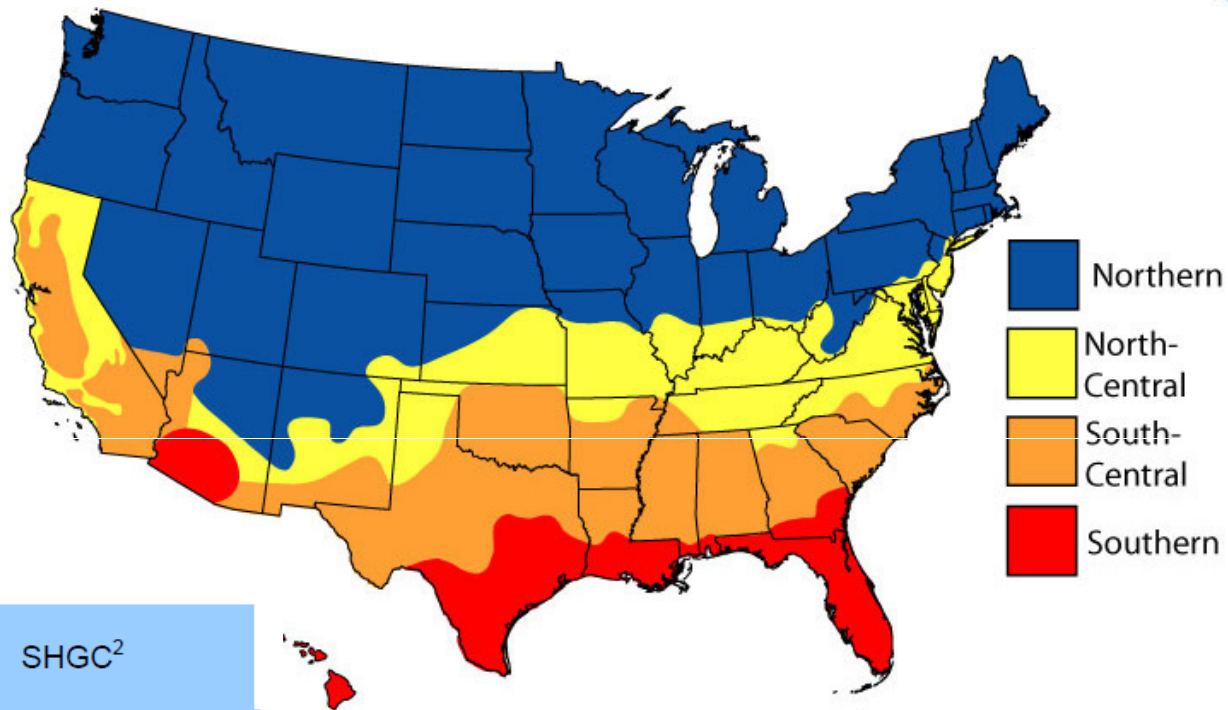 Northern
North-
Central
South-
Central
Southern
SHGC²